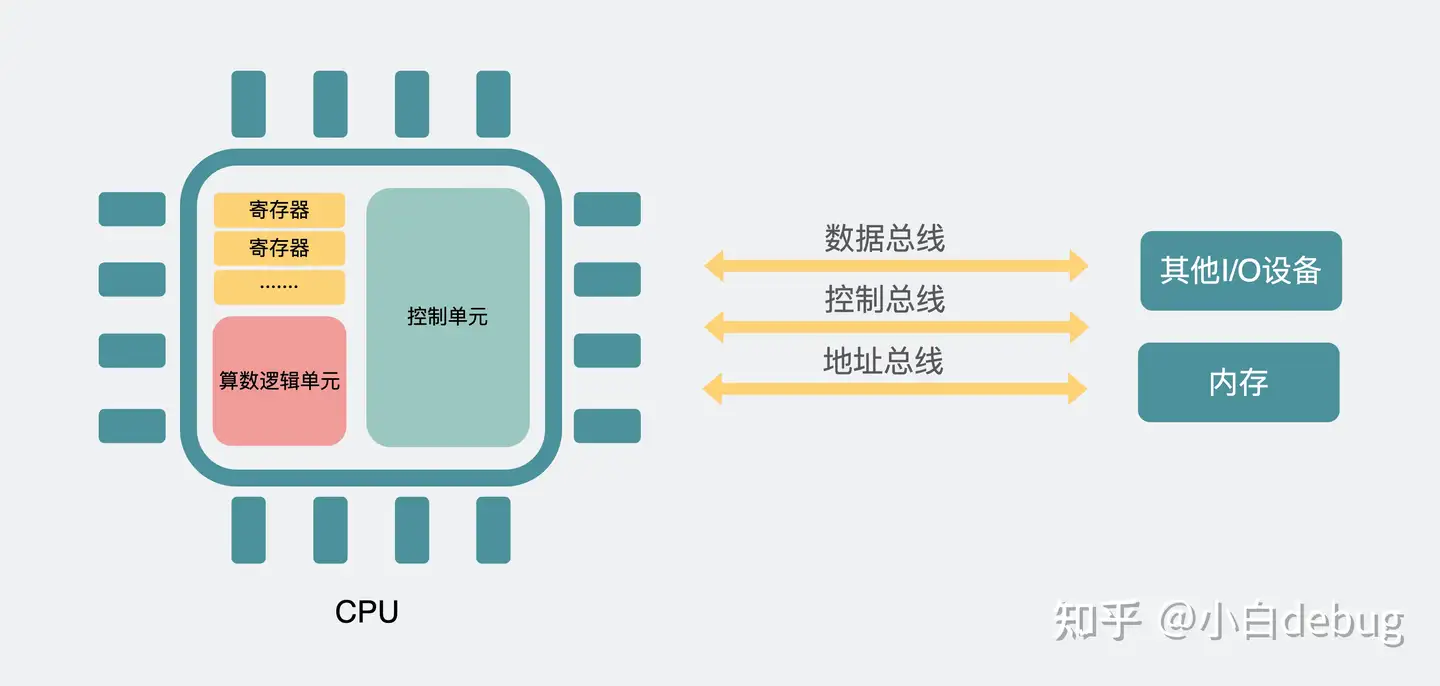 寄存器
寄存器
·······
算数逻辑单元
控制单元
CPU
数据总线
控制总线
地址总线
其他I/O设备
内存
知乎 @小白debug